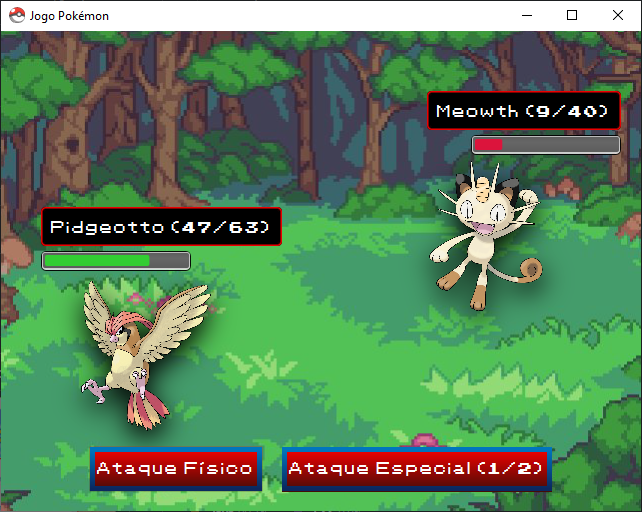 Jogo Pokémon
Meowth (9/40)
Pidgeotto (47/63)
Ataque Físico
Ataque Especial (1/2)